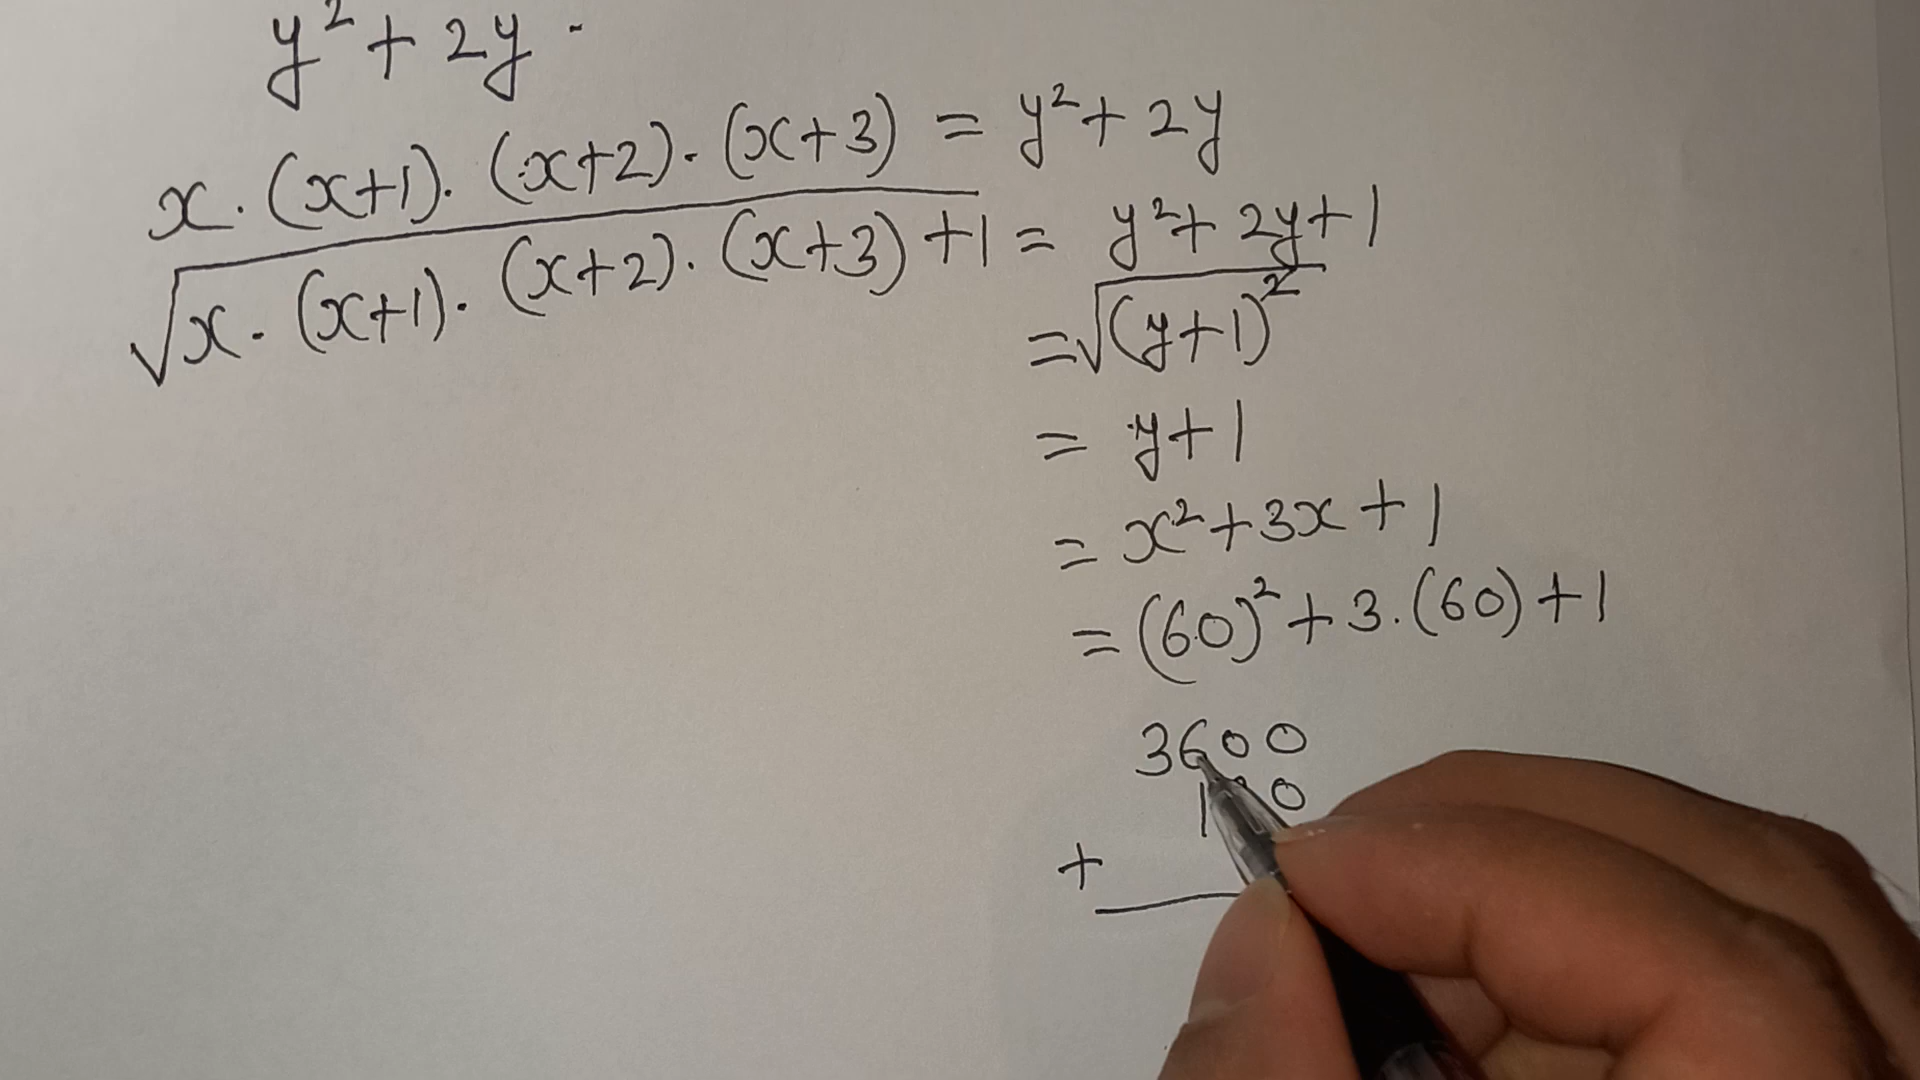 y² + 2y
x.(x+1).(x+2).(x+3) = y²+2y
√x.(x+1).(x+2).(x+3)+1 = y²+2y+1
=√(y+1)²
= y+1
= x²+3x+1
= (60)²+3.(60)+1
3600
+